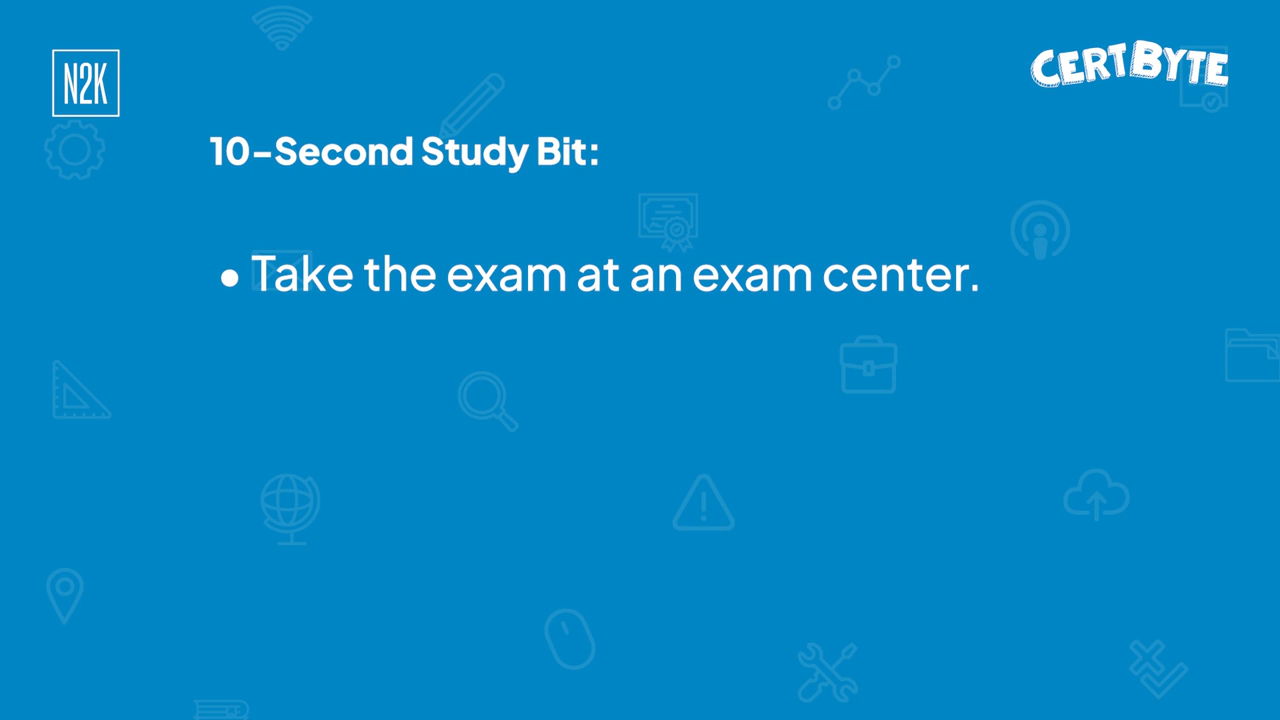 N2K
CERTBYTE
10-Second Study Bit:
• Take the exam at an exam center.